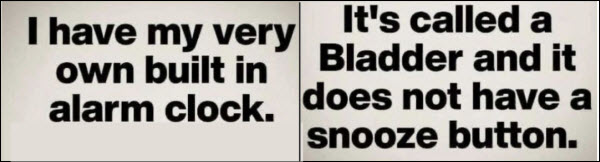 I have my very
own built in
alarm clock.
It's called a
Bladder and it
does not have a
snooze button.